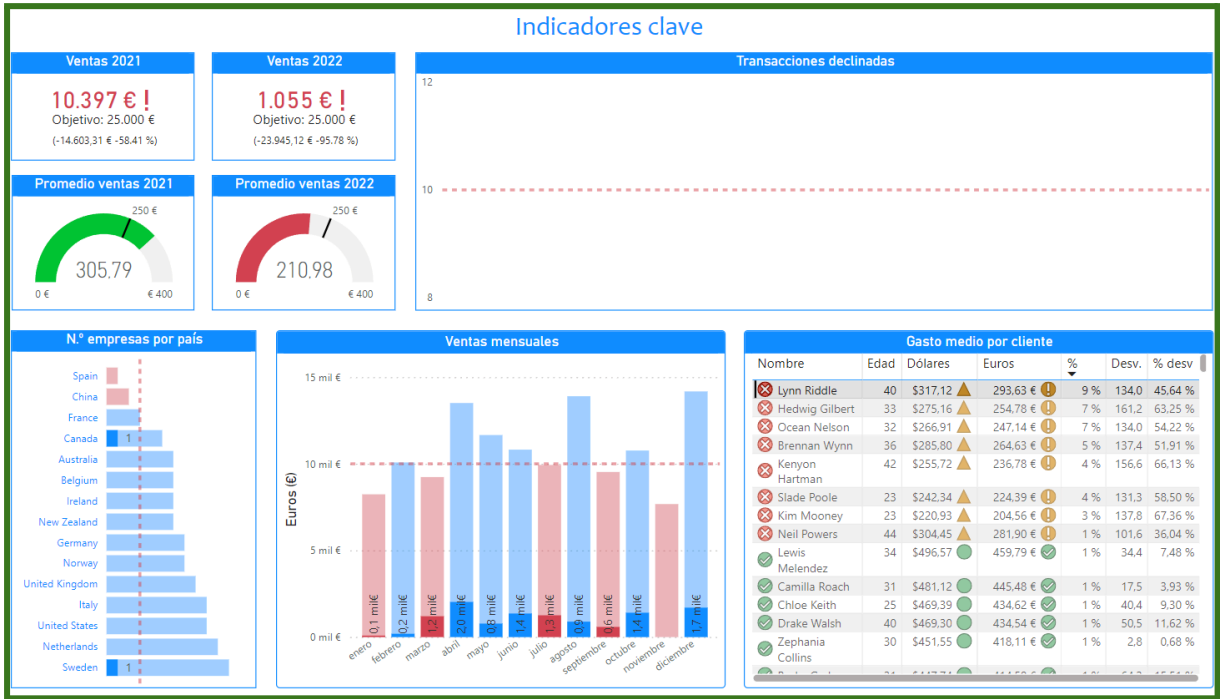 Indicadores clave
Ventas 2021
10.397 € !
Objetivo: 25.000 €
(-14.603,31 € -58.41 %)
Ventas 2022
1.055 € !
Objetivo: 25.000 €
(-23.945,12 € -95.78 %)
Transacciones declinadas
12
10
8
Promedio ventas 2021
250 €
305,79
0 €
€ 400
Promedio ventas 2022
250 €
210,98
0 €
€ 400
N.º empresas por país
Spain
China
France
Canada 1
Australia
Belgium
Ireland
New Zealand
Germany
Norway
United Kingdom
Italy
United States
Netherlands
Sweden 1
Ventas mensuales
Euros (€)
15 mil €
10 mil €
5 mil €
0 mil €
0,1 mil€
0,2 mil€
1,2 mil€
2,0 mil€
0,8 mil€
1,4 mil€
1,3 mil€
0,9 mil€
0,6 mil€
1,4 mil€
1,7 mil€
enero
febrero
marzo
abril
mayo
junio
julio
agosto
septiembre
octubre
noviembre
diciembre
Gasto medio por cliente
Nombre Edad Dólares Euros % Desv. % desv
Lynn Riddle 40 $317,12 293,63 € 9 % 134,0 45,64 %
Hedwig Gilbert 33 $275,16 254,78 € 7 % 161,2 63,25 %
Ocean Nelson 32 $266,91 247,14 € 7 % 134,0 54,22 %
Brennan Wynn 36 $285,80 264,63 € 5 % 137,4 51,91 %
Kenyon 42 $255,72 236,78 € 4 % 156,6 66,13 %
Hartman
Slade Poole 23 $242,34 224,39 € 4 % 131,3 58,50 %
Kim Mooney 23 $220,93 204,56 € 3 % 137,8 67,36 %
Neil Powers 44 $304,45 281,90 € 1 % 101,6 36,04 %
Lewis 34 $496,57 459,79 € 1 % 34,4 7,48 %
Melendez
Camilla Roach 31 $481,12 445,48 € 1 % 17,5 3,93 %
Chloe Keith 25 $469,39 434,62 € 1 % 40,4 9,30 %
Drake Walsh 40 $469,30 434,54 € 1 % 50,5 11,62 %
Zephania 30 $451,55 418,11 € 1 % 2,8 0,68 %
Collins